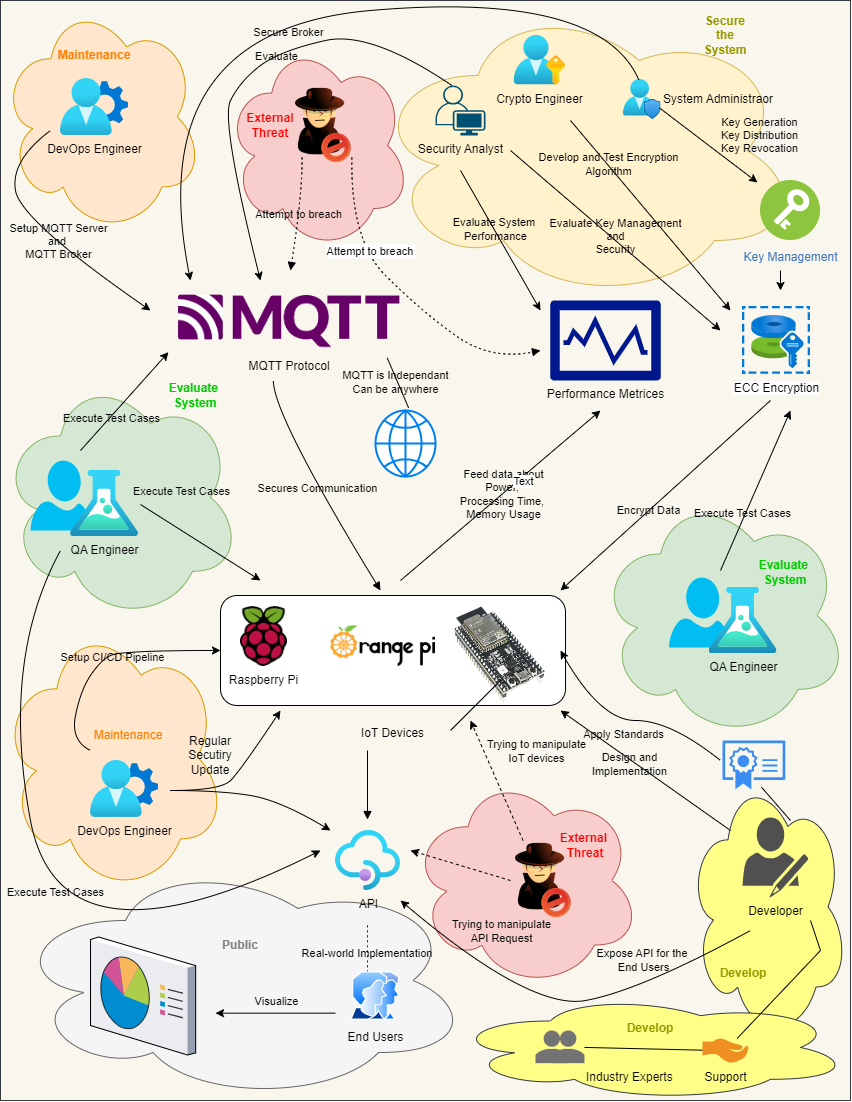 Secure
the
System
Secure Broker
Maintenance
Evaluate
Crypto Engineer
System Administraor
DevOps Engineer
External
Threat
Security Analyst
Key Generation
Key Distribution
Key Revocation
Develop and Test Encryption
Algorithm
Attempt to breach
Setup MQTT Server
and
MQTT Broker
Evaluate System
Performance
Evaluate Key Management
and
Security
Attempt to breach
Key Management
MQTT
MQTT Protocol
MQTT is Independant
Can be anywhere
Performance Metrices
ECC Encryption
Evaluate
System
Execute Test Cases
Execute Test Cases
Secures Communication
Feed data about
Power,
Text
Processing Time,
Memory Usage
Encrypt Data
Execute Test Cases
QA Engineer
Evaluate
System
Raspberry Pi
range pi
QA Engineer
Setup CI/CD Pipeline
Maintenance
Regular
Secutiry
Update
IoT Devices
Trying to manipulate
IoT devices
Apply Standards
Design and
Implementation
DevOps Engineer
External
Threat
Execute Test Cases
API
Trying to manipulate
API Request
Developer
Public
Real-world Implementation
Expose API for the
End Users
Develop
Visualize
End Users
Develop
Industry Experts
Support